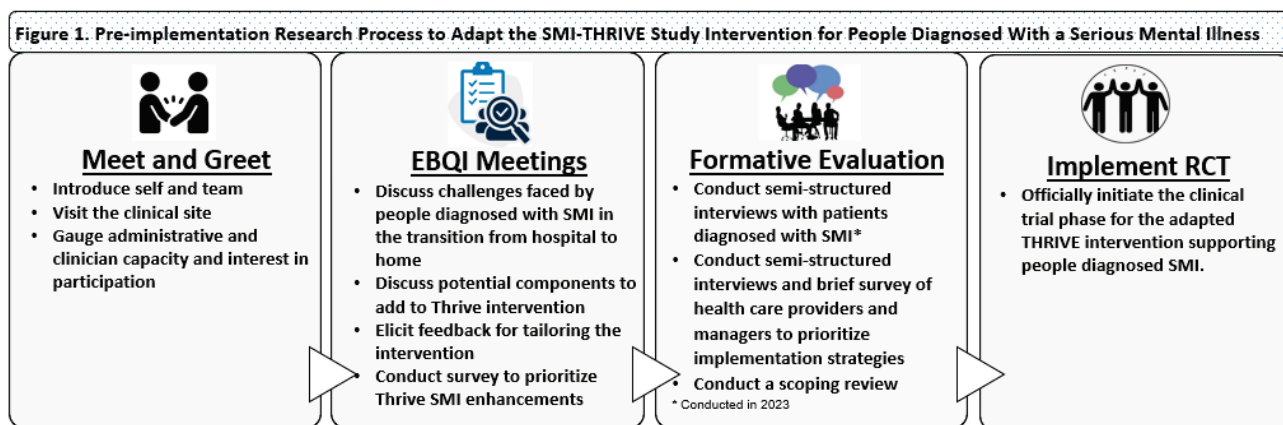 Figure 1. Pre-implementation Research Process to Adapt the SMI-THRIVE Study Intervention for People Diagnosed With a Serious Mental Illness
Meet and Greet
• Introduce self and team
• Visit the clinical site
• Gauge administrative and
clinician capacity and interest in
participation
EBQI Meetings
• Discuss challenges faced by
people diagnosed with SMI in
the transition from hospital to
home
• Discuss potential components to
add to Thrive intervention
• Elicit feedback for tailoring the
intervention
• Conduct survey to prioritize
Thrive SMI enhancements
Formative Evaluation
• Conduct semi-structured
interviews with patients
diagnosed with SMI*
• Conduct semi-structured
interviews and brief survey of
health care providers and
managers to prioritize
implementation strategies
• Conduct a scoping review
* Conducted in 2023
Implement RCT
• Officially initiate the clinical
trial phase for the adapted
THRIVE intervention supporting
people diagnosed SMI.